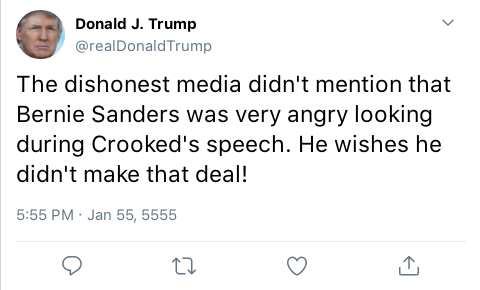 Donald J. Trump
@realDonaldTrump
The dishonest media didn't mention that
Bernie Sanders was very angry looking
during Crooked's speech. He wishes he
didn't make that deal!
5:55 PM · Jan 55, 5555